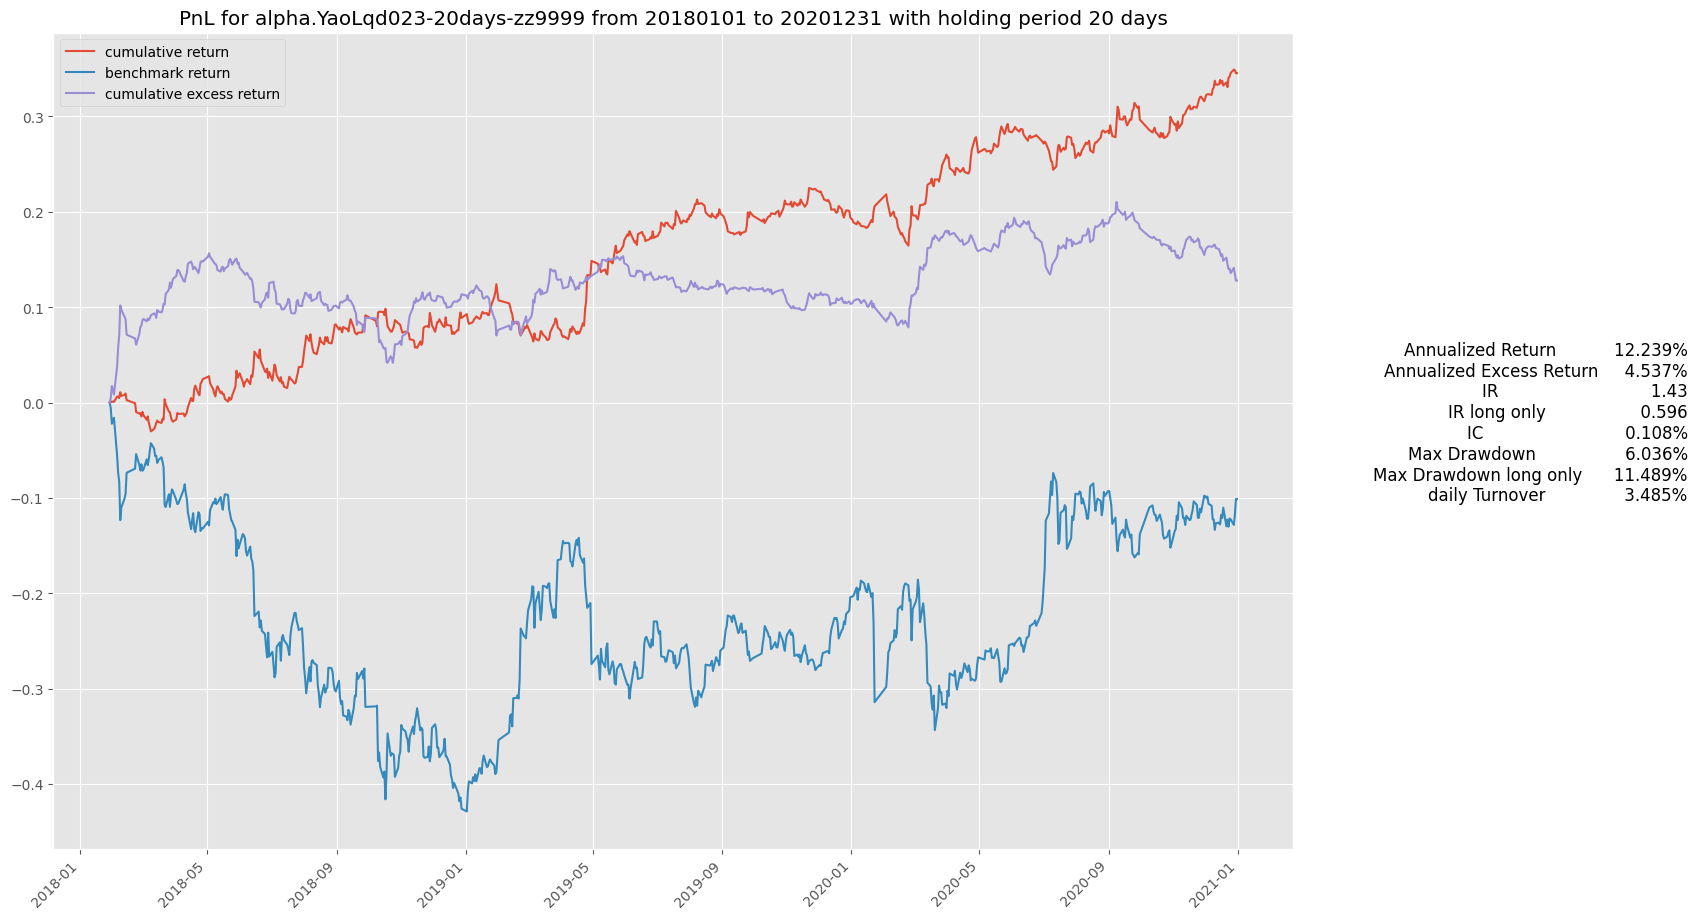 PnL for alpha.YaoLqd023-20days-zz9999 from 20180101 to 20201231 with holding period 20 days
cumulative return
benchmark return
cumulative excess return
0.3
0.2
0.1
0.0
−0.1
−0.2
−0.3
−0.4
2018-01
2018-05
2018-09
2019-01
2019-05
2019-09
2020-01
2020-05
2020-09
2021-01
Annualized Return 12.239%
Annualized Excess Return 4.537%
IR 1.43
IR long only 0.596
IC 0.108%
Max Drawdown 6.036%
Max Drawdown long only 11.489%
daily Turnover 3.485%